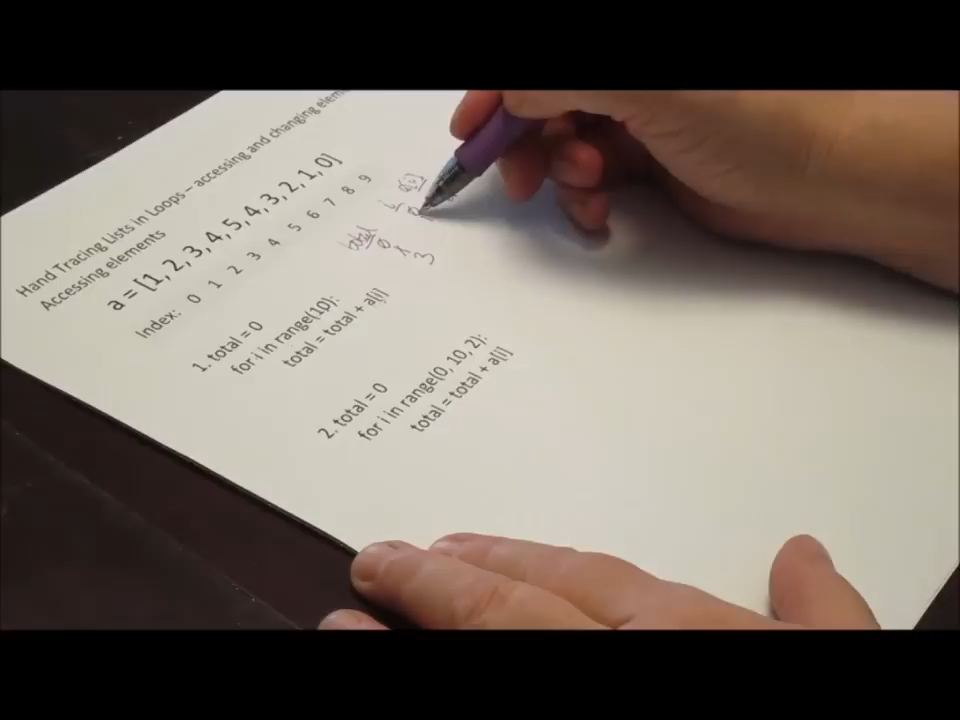 Hand Tracing Lists in Loops – accessing and changing elem
Accessing elements
a = [1, 2, 3, 4, 5, 4, 3, 2, 1, 0]
Index: 0 1 2 3 4 5 6 7 8 9
1. total = 0
for i in range(10):
total = total + a[i]
total i a[i]
0 0
3
2. total = 0
for i in range(0, 10, 2):
total = total + a[i]